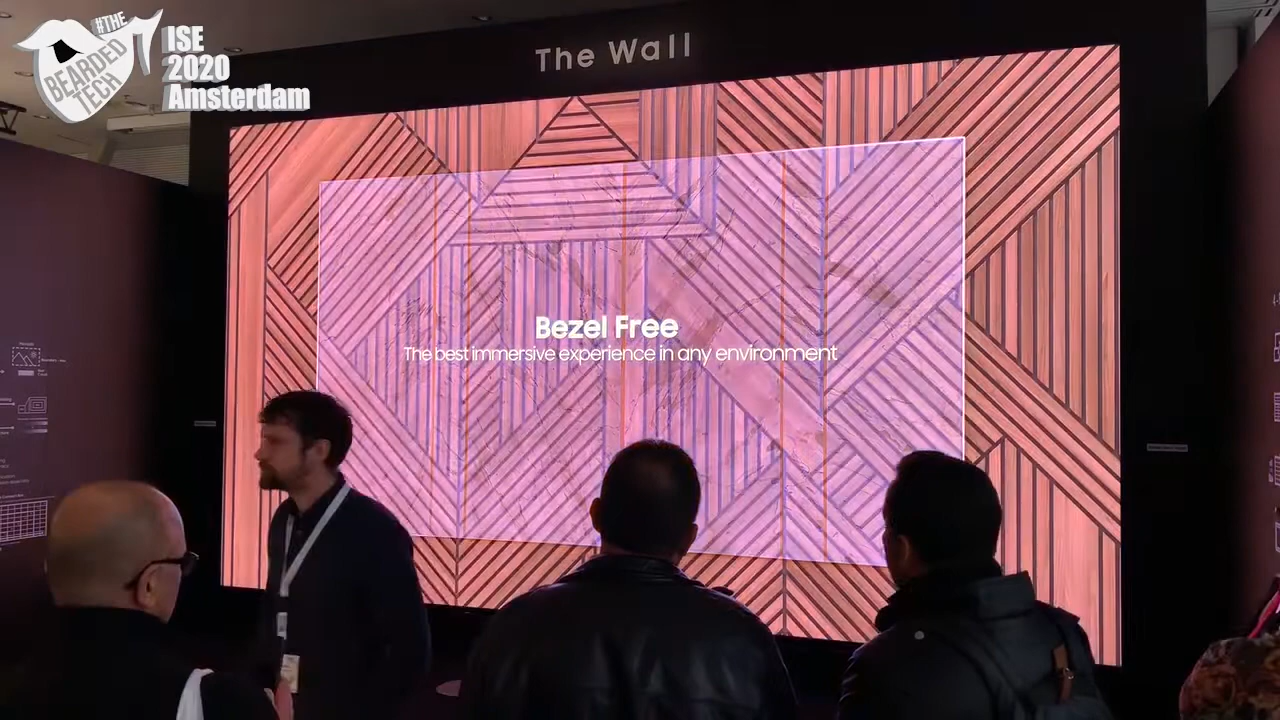 #THE
BEARDED
TECH
ISE
2020
Amsterdam
The Wall
Bezel Free
The best immersive experience in any environment